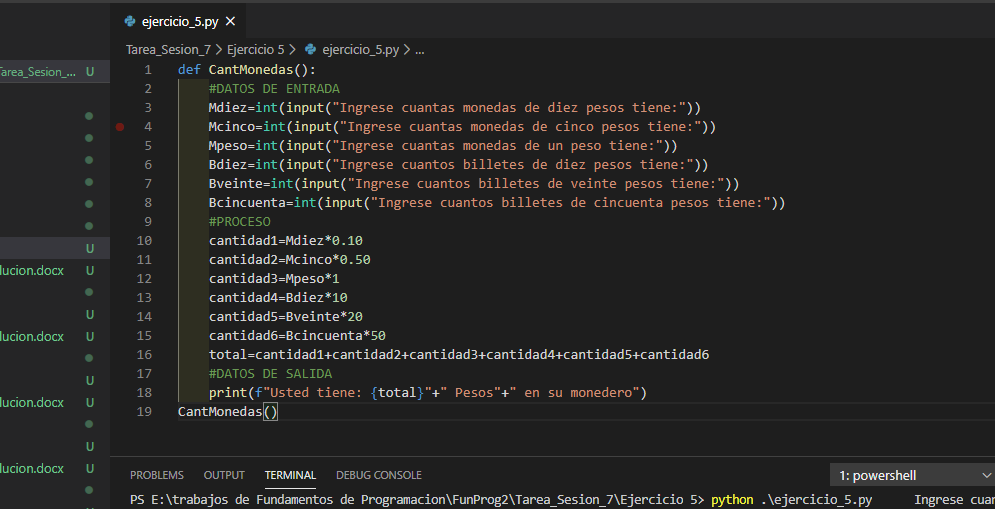 ejercicio_5.py ×
Tarea_Sesion_7 > Ejercicio 5 > ejercicio_5.py > ...
Tarea_Sesion_... U
1 def CantMonedas():
2 #DATOS DE ENTRADA
3 Mdiez=int(input("Ingrese cuantas monedas de diez pesos tiene:"))
4 Mcinco=int(input("Ingrese cuantas monedas de cinco pesos tiene:"))
5 Mpeso=int(input("Ingrese cuantas monedas de un peso tiene:"))
6 Bdiez=int(input("Ingrese cuantos billetes de diez pesos tiene:"))
7 Bveinte=int(input("Ingrese cuantos billetes de veinte pesos tiene:"))
8 Bcincuenta=int(input("Ingrese cuantos billetes de cincuenta pesos tiene:"))
9 #PROCESO
U
10 cantidad1=Mdiez*0.10
11 cantidad2=Mcinco*0.50
lucion.docx U
12 cantidad3=Mpeso*1
13 cantidad4=Bdiez*10
U
14 cantidad5=Bveinte*20
15 cantidad6=Bcincuenta*50
lucion.docx U
16 total=cantidad1+cantidad2+cantidad3+cantidad4+cantidad5+cantidad6
17 #DATOS DE SALIDA
U
18 print(f"Usted tiene: {total}"+" Pesos"+" en su monedero")
lucion.docx U
19 CantMonedas()
U
lucion.docx U
PROBLEMS OUTPUT TERMINAL DEBUG CONSOLE 1: powershell
PS E:\trabajos de Fundamentos de Programacion\FunProg2\Tarea_Sesion_7\Ejercicio 5> python .\ejercicio_5.py Ingrese cuan